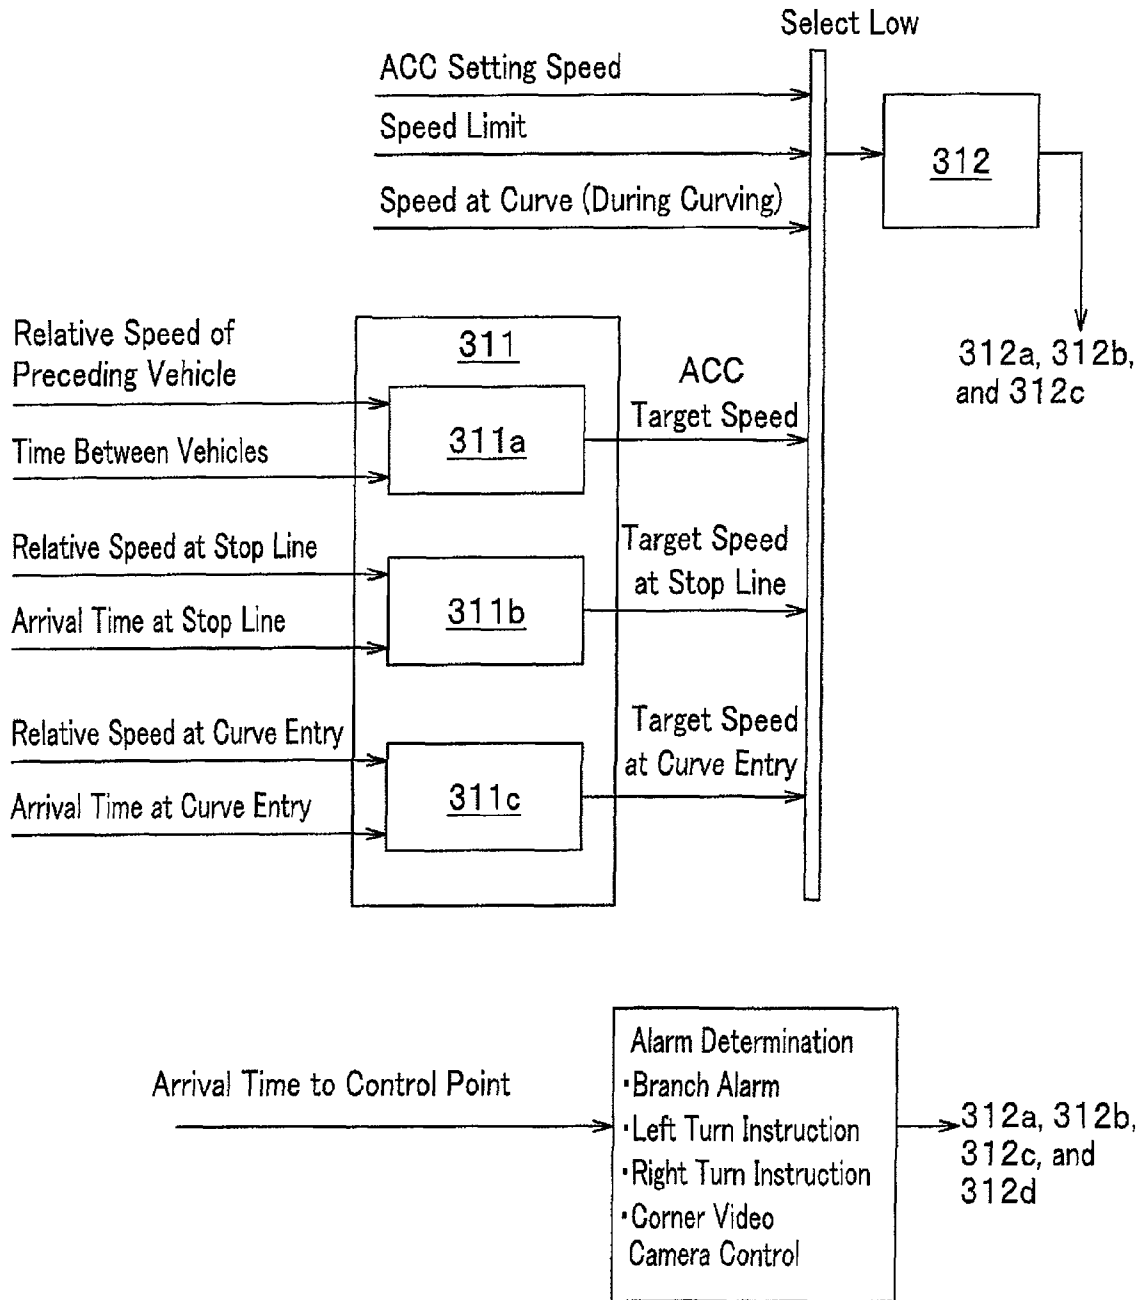 Select Low
ACC Setting Speed
Speed Limit
Speed at Curve (During Curving)
312
312a, 312b,
and 312c
Relative Speed of
Preceding Vehicle
Time Between Vehicles
311
311a
ACC
Target Speed
Relative Speed at Stop Line
Arrival Time at Stop Line
311b
Target Speed
at Stop Line
Relative Speed at Curve Entry
Arrival Time at Curve Entry
311c
Target Speed
at Curve Entry
Arrival Time to Control Point
Alarm Determination
・Branch Alarm
・Left Turn Instruction
・Right Turn Instruction
・Corner Video
Camera Control
312a, 312b,
312c, and
312d